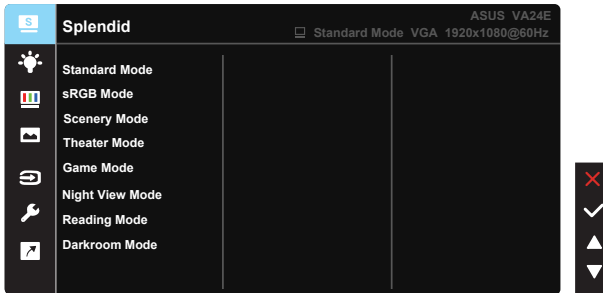 S
Splendid
ASUS VA24E
Standard Mode VGA 1920x1080@60Hz
Standard Mode
sRGB Mode
Scenery Mode
Theater Mode
Game Mode
Night View Mode
Reading Mode
Darkroom Mode